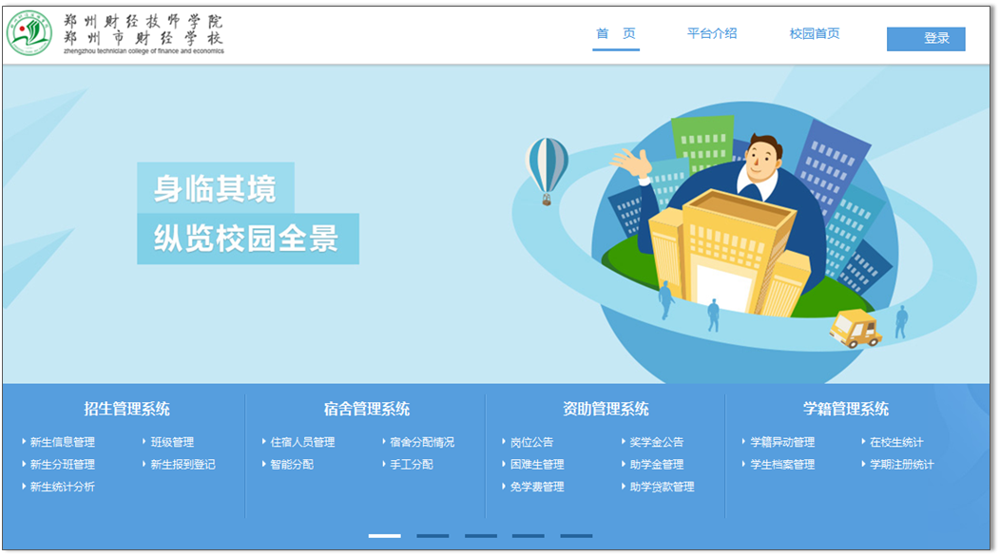 郑州财经技师学院
郑州市财经学校
zhengzhou technician college of finance and economics
首 页 平台介绍 校园首页 登录
身临其境
纵览校园全景
招生管理系统 宿舍管理系统 资助管理系统 学籍管理系统
新生信息管理 班级管理 住宿人员管理 宿舍分配情况 岗位公告 奖学金公告 学籍异动管理 在校生统计
新生分班管理 新生报到登记 智能分配 手工分配 困难生管理 助学金管理 学生档案管理 学期注册统计
新生统计分析 免学费管理 助学贷款管理